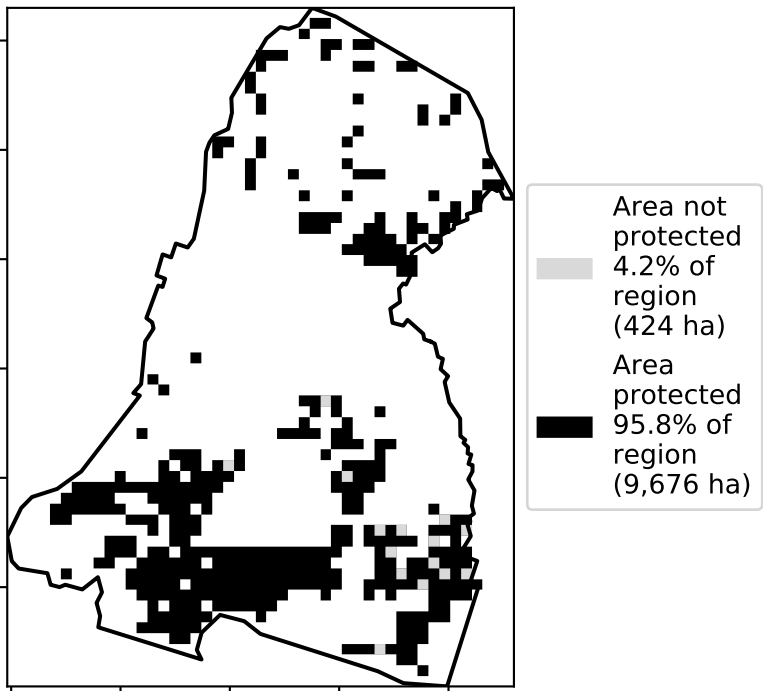 Area not
protected
4.2% of
region
(424 ha)
Area
protected
95.8% of
region
(9,676 ha)